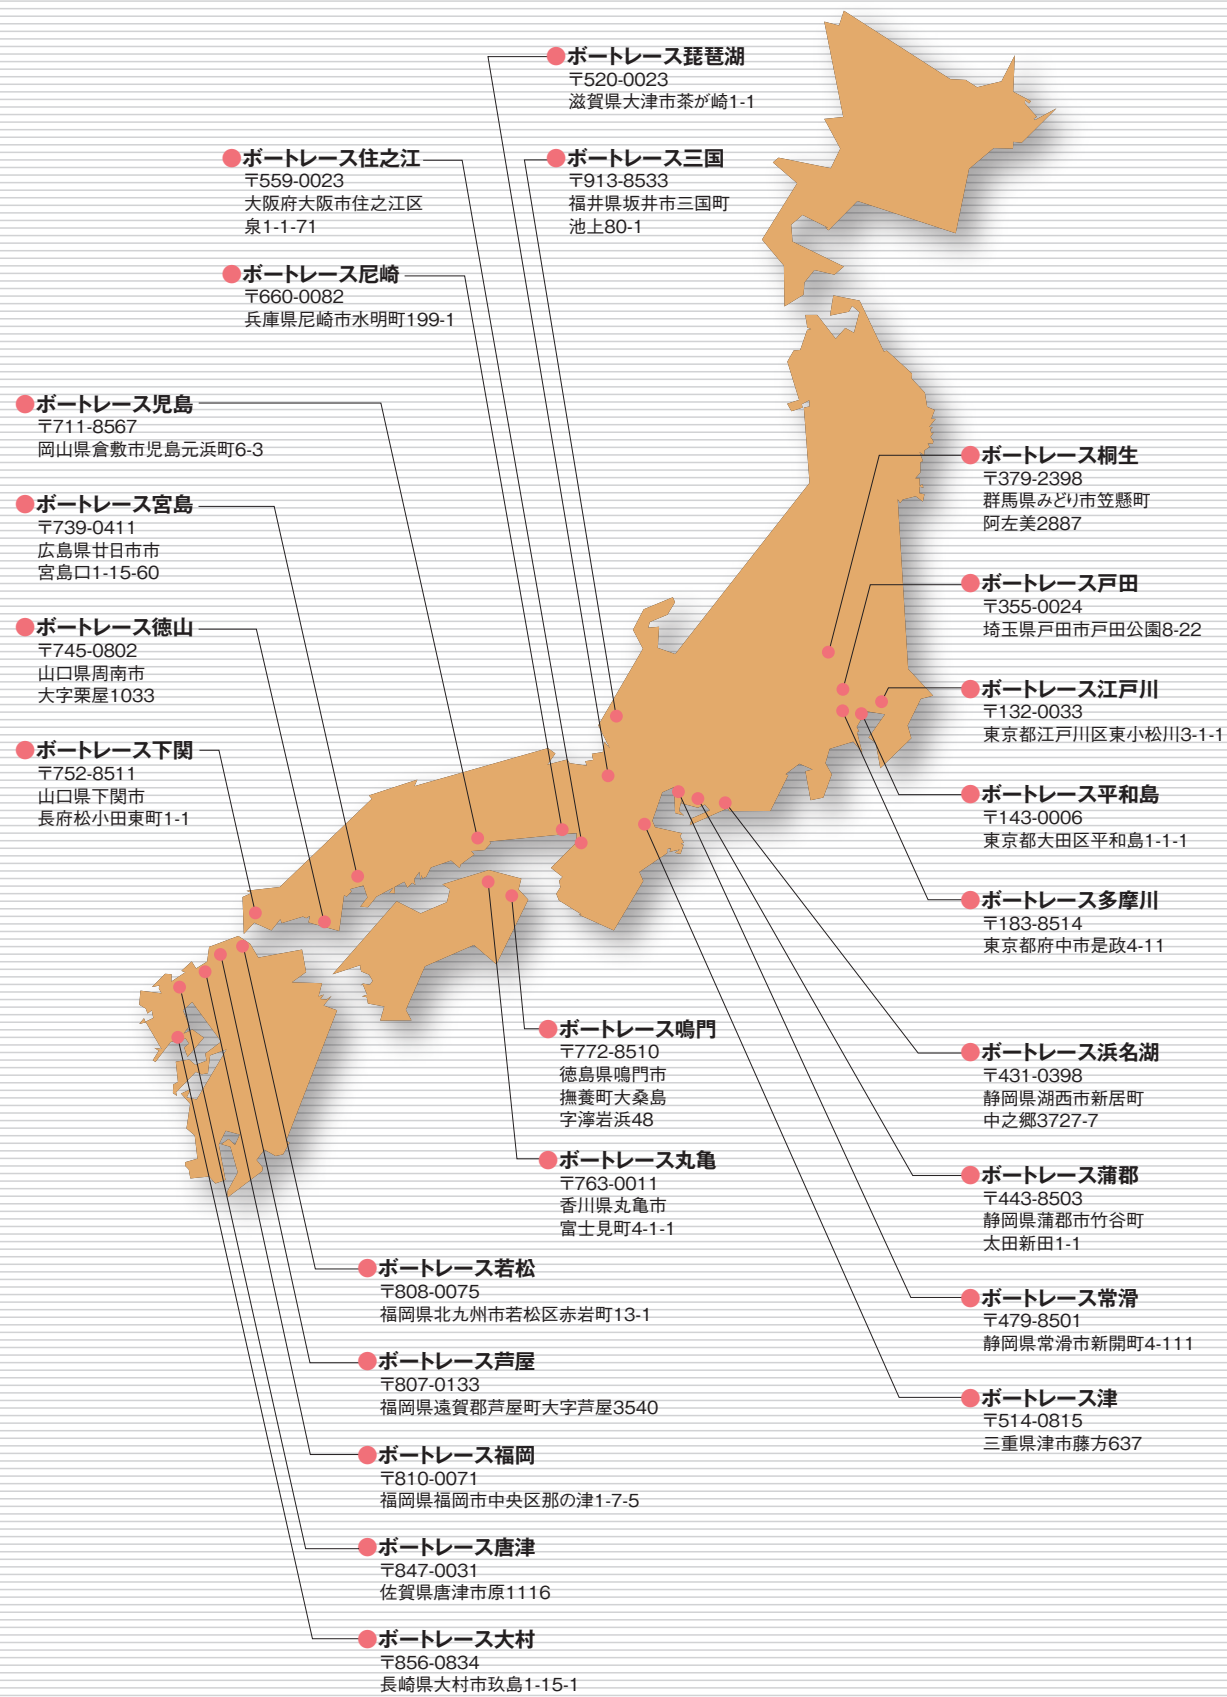 ボートレース琵琶湖
〒520-0023
滋賀県大津市茶が崎1-1
ボートレース住之江
〒559-0023
大阪府大阪市住之江区
泉1-1-71
ボートレース三国
〒913-8533
福井県坂井市三国町
池上80-1
ボートレース尼崎
〒660-0082
兵庫県尼崎市水明町199-1
ボートレース児島
〒711-8567
岡山県倉敷市児島元浜町6-3
ボートレース宮島
〒739-0411
広島県廿日市市
宮島口1-15-60
ボートレース徳山
〒745-0802
山口県周南市
大字栗屋1033
ボートレース下関
〒752-8511
山口県下関市
長府松小田東町1-1
ボートレース桐生
〒379-2398
群馬県みどり市笠懸町
阿左美2887
ボートレース戸田
〒355-0024
埼玉県戸田市戸田公園8-22
ボートレース江戸川
〒132-0033
東京都江戸川区東小松川3-1-1
ボートレース平和島
〒143-0006
東京都大田区平和島1-1-1
ボートレース多摩川
〒183-8514
東京都府中市是政4-11
ボートレース浜名湖
〒431-0398
静岡県湖西市新居町
中之郷3727-7
ボートレース蒲郡
〒443-8503
静岡県蒲郡市竹谷町
太田新田1-1
ボートレース常滑
〒479-8501
静岡県常滑市新開町4-111
ボートレース津
〒514-0815
三重県津市藤方637
ボートレース鳴門
〒772-8510
徳島県鳴門市
撫養町大桑島
字濘岩浜48
ボートレース丸亀
〒763-0011
香川県丸亀市
富士見町4-1-1
ボートレース若松
〒808-0075
福岡県北九州市若松区赤岩町13-1
ボートレース芦屋
〒807-0133
福岡県遠賀郡芦屋町大字芦屋3540
ボートレース福岡
〒810-0071
福岡県福岡市中央区那の津1-7-5
ボートレース唐津
〒847-0031
佐賀県唐津市原1116
ボートレース大村
〒856-0834
長崎県大村市玖島1-15-1